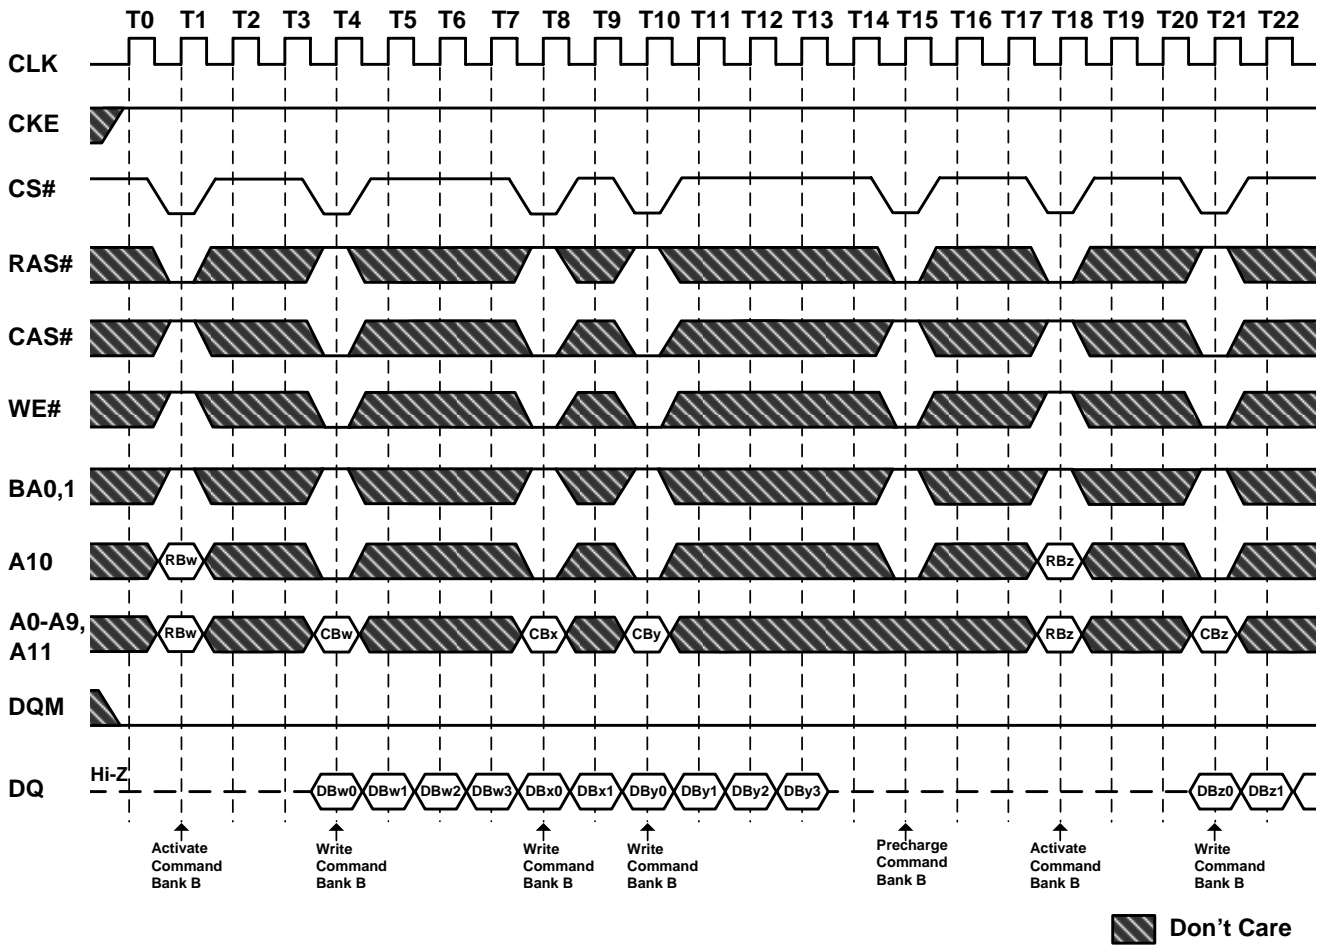 T0 T1 T2 T3 T4 T5 T6 T7 T8 T9 T10 T11 T12 T13 T14 T15 T16 T17 T18 T19 T20 T21 T22
CLK
CKE
CS#
RAS#
CAS#
WE#
BA0,1
A10 RBw RBz
A0-A9,
A11
RBw CBw CBx CBy RBz CBz
DQM
Hi-Z
DQ DBw0 DBw1 DBw2 DBw3 DBx0 DBx1 DBy0 DBy1 DBy2 DBy3 DBz0 DBz1
Activate
Command
Bank B
Write
Command
Bank B
Write
Command
Bank B
Write
Command
Bank B
Precharge
Command
Bank B
Activate
Command
Bank B
Write
Command
Bank B
Don't Care